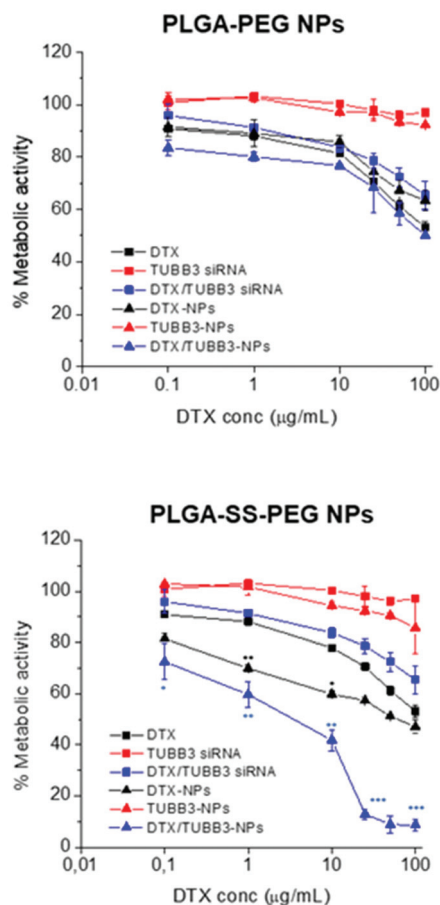 PLGA-PEG NPs
120
100
80
60
40
20
0
% Metabolic activity
DTX
TUBB3 siRNA
DTX/TUBB3 siRNA
DTX-NPs
TUBB3-NPs
DTX/TUBB3-NPs
0.01 0.1 1 10 100
DTX conc (μg/mL)
PLGA-SS-PEG NPs
120
100
80
60
40
20
0
% Metabolic activity
**
*
*
**
**
***
***
DTX
TUBB3 siRNA
DTX/TUBB3 siRNA
DTX-NPs
TUBB3-NPs
DTX/TUBB3-NPs
0,01 0,1 1 10 100
DTX conc (μg/mL)